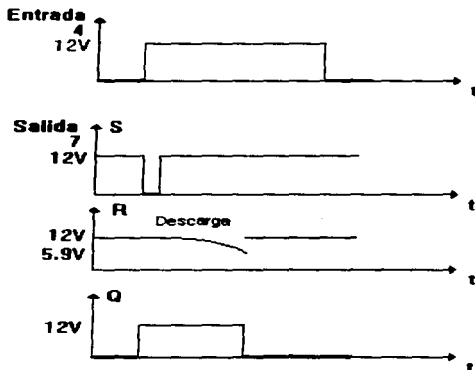 Entrada
4
12V
t
Salida S
7
12V
t
R
Descarga
12V
5.9V
t
Q
12V
t